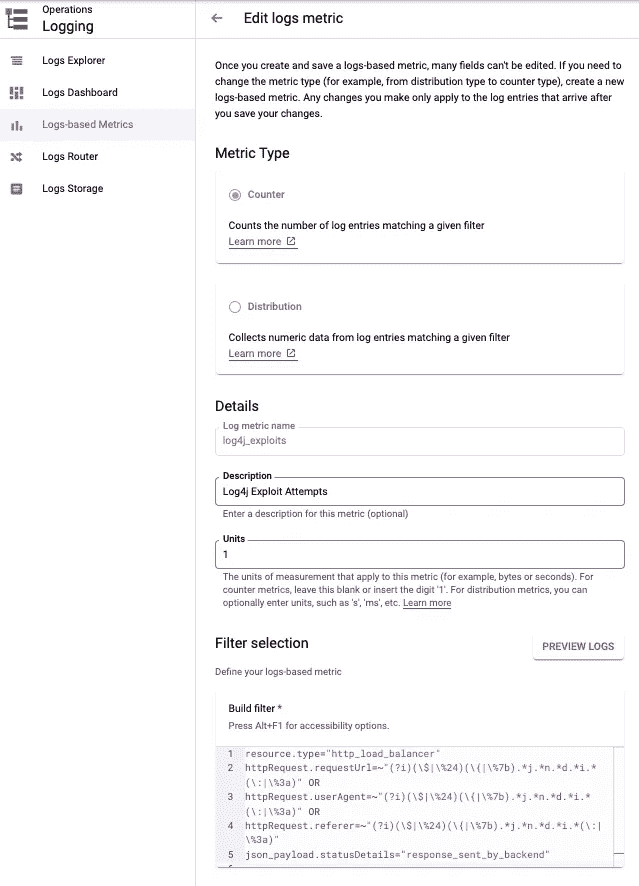 Operations
Logging
Logs Explorer
Logs Dashboard
Logs-based Metrics
Logs Router
Logs Storage
Edit logs metric
Once you create and save a logs-based metric, many fields can't be edited. If you need to
change the metric type (for example, from distribution type to counter type), create a new
logs-based metric. Any changes you make only apply to the log entries that arrive after
you save your changes.
Metric Type
Counter
Counts the number of log entries matching a given filter
Learn more
Distribution
Collects numeric data from log entries matching a given filter
Learn more
Details
Log metric name
log4j_exploits
Description
Log4j Exploit Attempts
Enter a description for this metric (optional)
Units
1
The units of measurement that apply to this metric (for example, bytes or seconds). For
counter metrics, leave this blank or insert the digit '1'. For distribution metrics, you can
optionally enter units, such as 's', 'ms', etc. Learn more
Filter selection
PREVIEW LOGS
Define your logs-based metric
Build filter *
Press Alt+F1 for accessibility options.
1 resource.type="http_load_balancer"
2 httpRequest.requestUrl=~"(?i)(\$|\%24)(\{|\%7b).*j.*n.*d.*i.*
(\:|\%3a)" OR
3 httpRequest.userAgent=~"(?i)(\$|\%24)(\{|\%7b).*j.*n.*d.*i.*
(\:|\%3a)" OR
4 httpRequest.referer=~"(?i)(\$|\%24)(\{|\%7b).*j.*n.*d.*i.*(\:|
\%3a)"
5 json_payload.statusDetails="response_sent_by_backend"